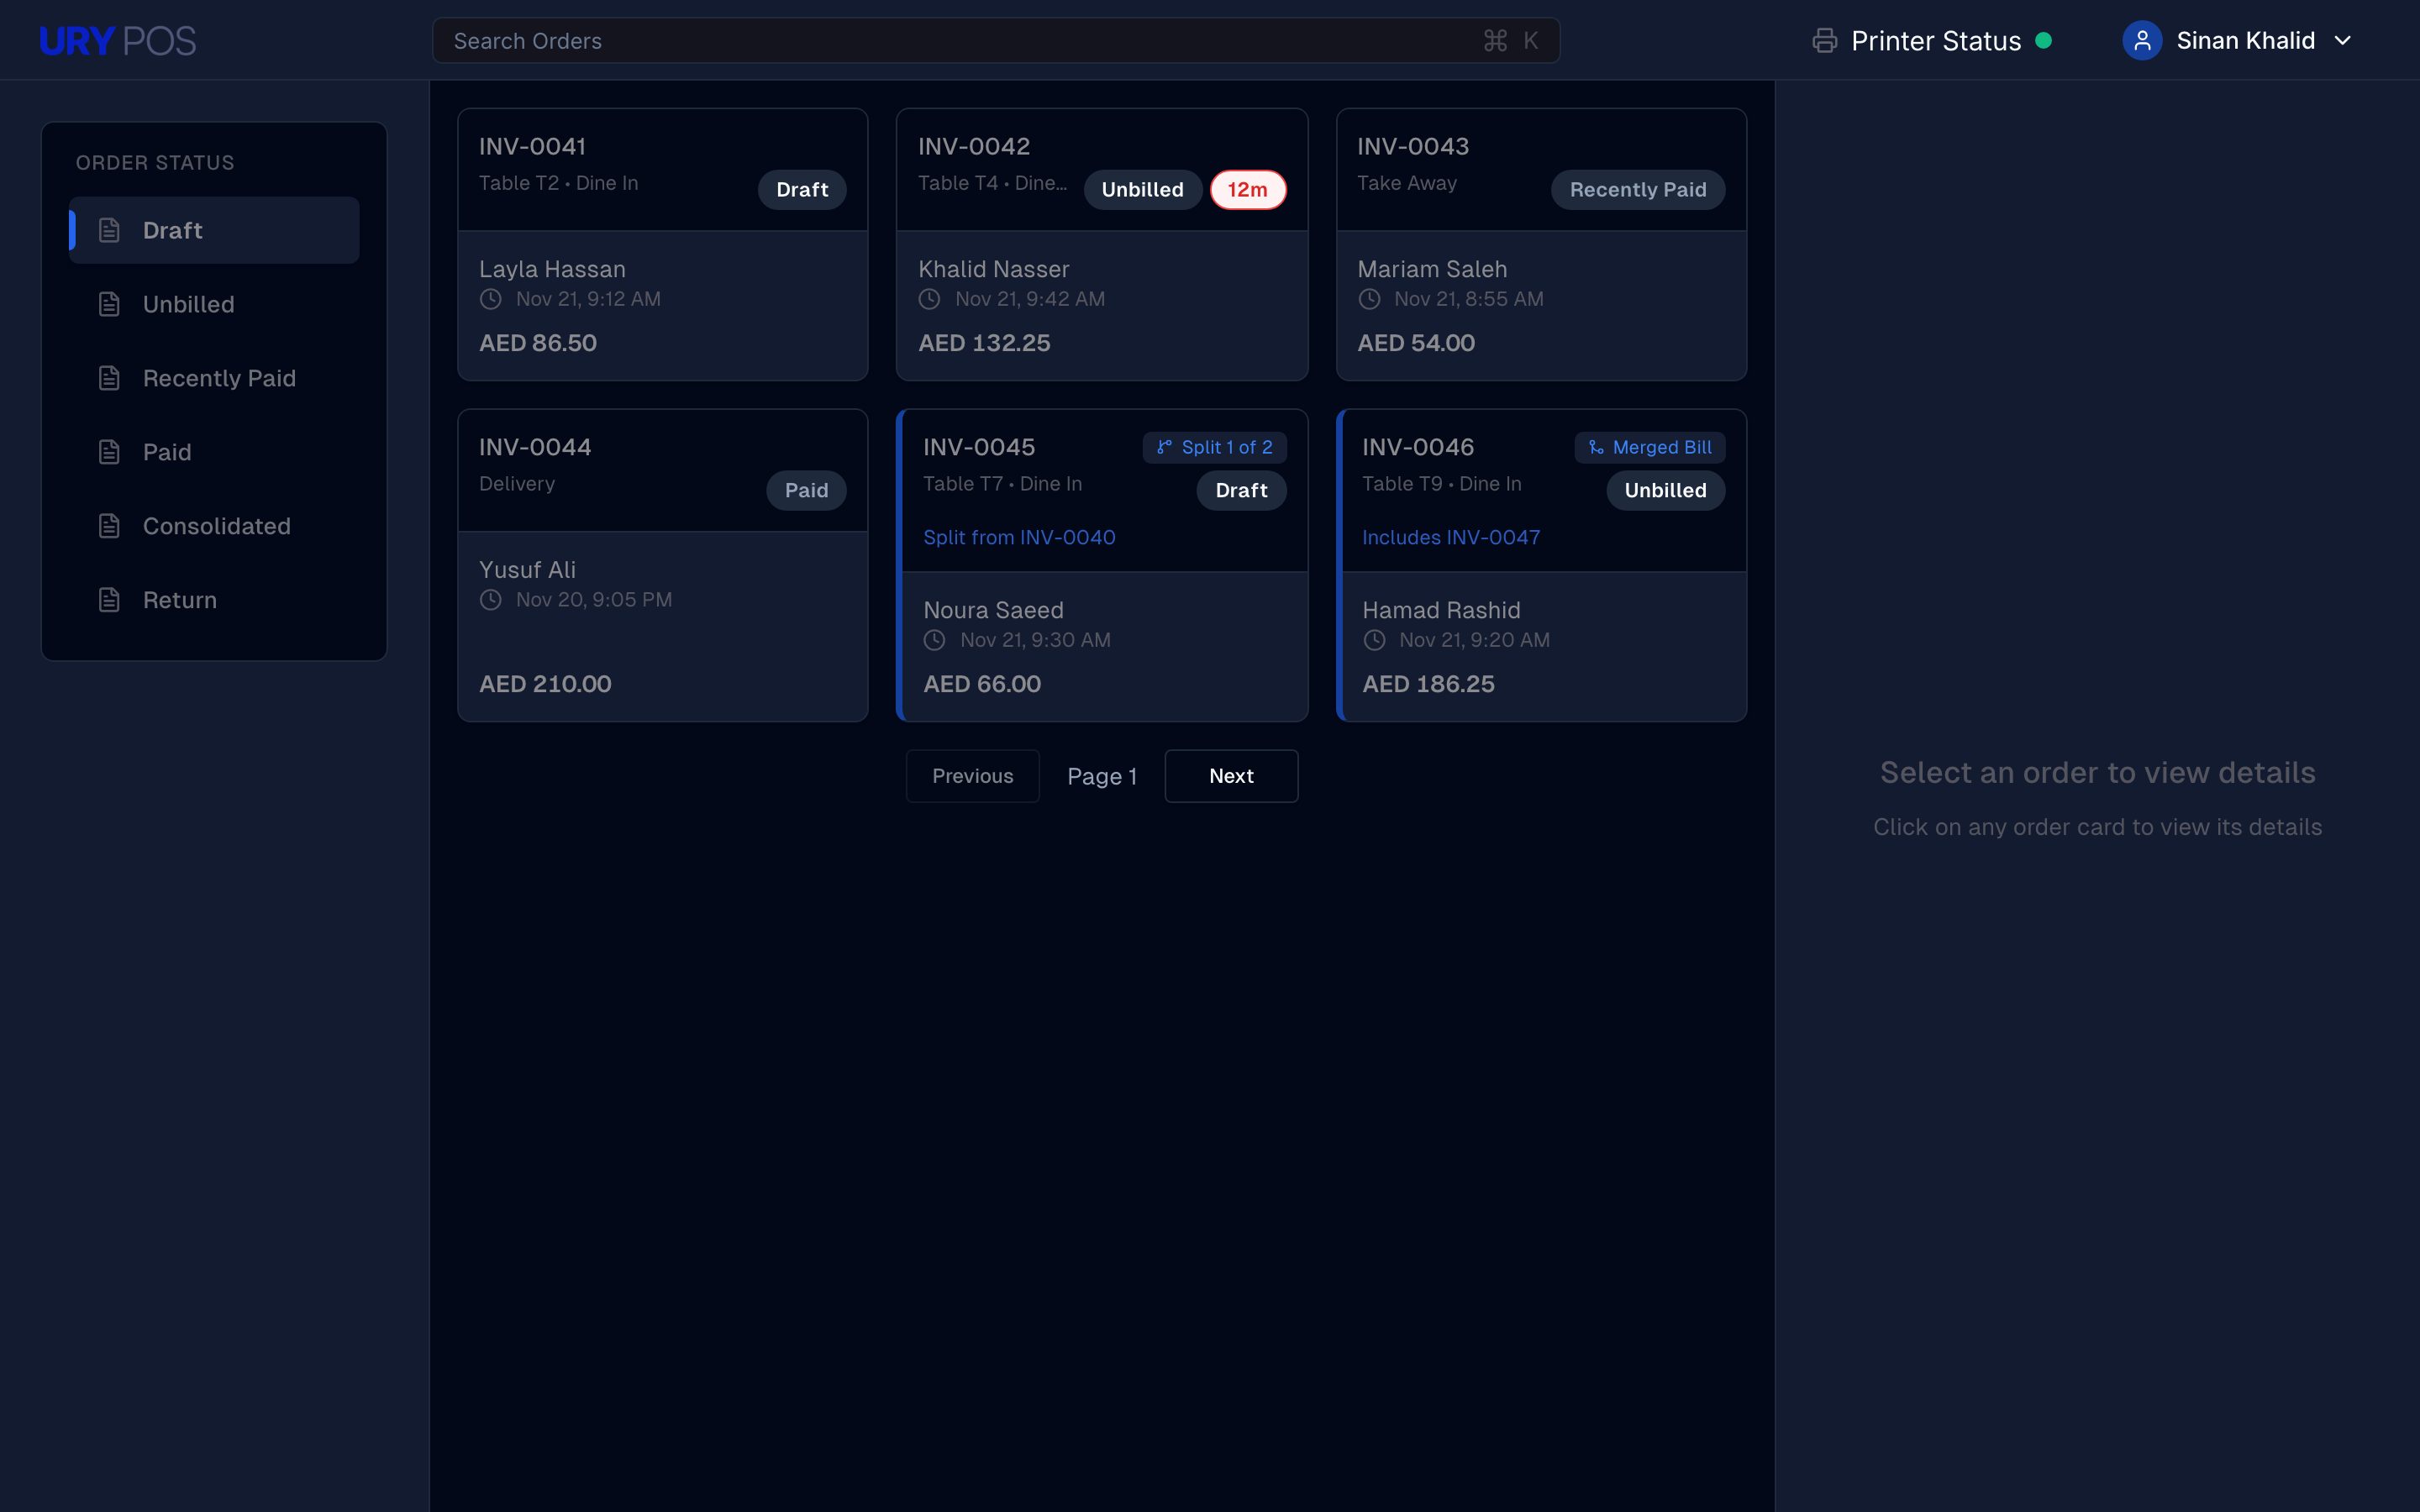 URY POS
Search Orders
⌘ K
Printer Status
Sinan Khalid
ORDER STATUS
Draft
Unbilled
Recently Paid
Paid
Consolidated
Return
INV-0041
Table T2 • Dine In
Draft
Layla Hassan
Nov 21, 9:12 AM
AED 86.50
INV-0042
Table T4 • Dine...
Unbilled
12m
Khalid Nasser
Nov 21, 9:42 AM
AED 132.25
INV-0043
Take Away
Recently Paid
Mariam Saleh
Nov 21, 8:55 AM
AED 54.00
INV-0044
Delivery
Paid
Yusuf Ali
Nov 20, 9:05 PM
AED 210.00
INV-0045
Split 1 of 2
Table T7 • Dine In
Draft
Split from INV-0040
Noura Saeed
Nov 21, 9:30 AM
AED 66.00
INV-0046
Merged Bill
Table T9 • Dine In
Unbilled
Includes INV-0047
Hamad Rashid
Nov 21, 9:20 AM
AED 186.25
Previous
Page 1
Next
Select an order to view details
Click on any order card to view its details